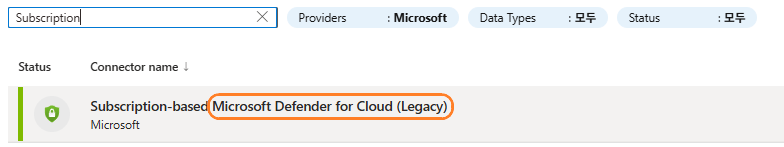 Subscription
Providers : Microsoft
Data Types : 모두
Status : 모두
Status
Connector name ↓
Subscription-based Microsoft Defender for Cloud (Legacy)
Microsoft